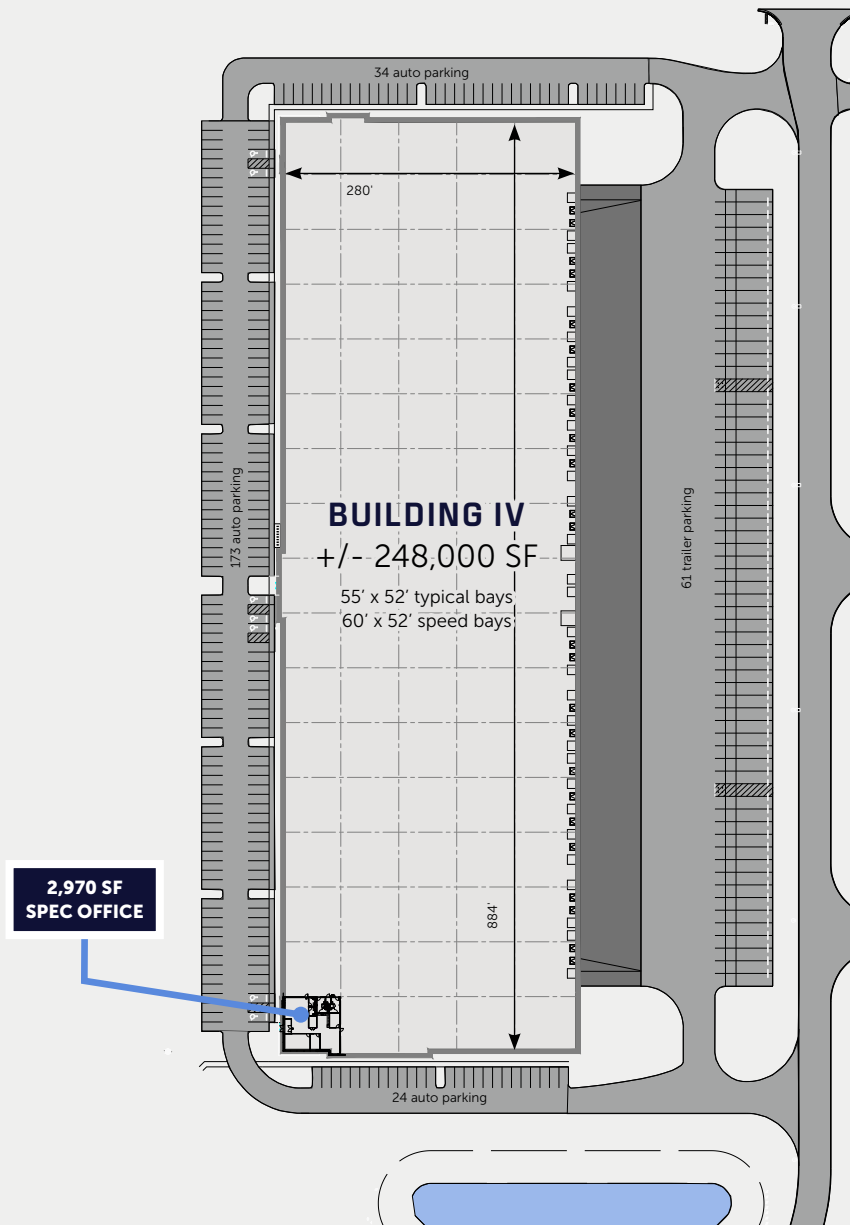 34 auto parking
280'
173 auto parking
BUILDING IV
+/- 248,000 SF
55' x 52' typical bays
60' x 52' speed bays
61 trailer parking
2,970 SF
SPEC OFFICE
884'
24 auto parking